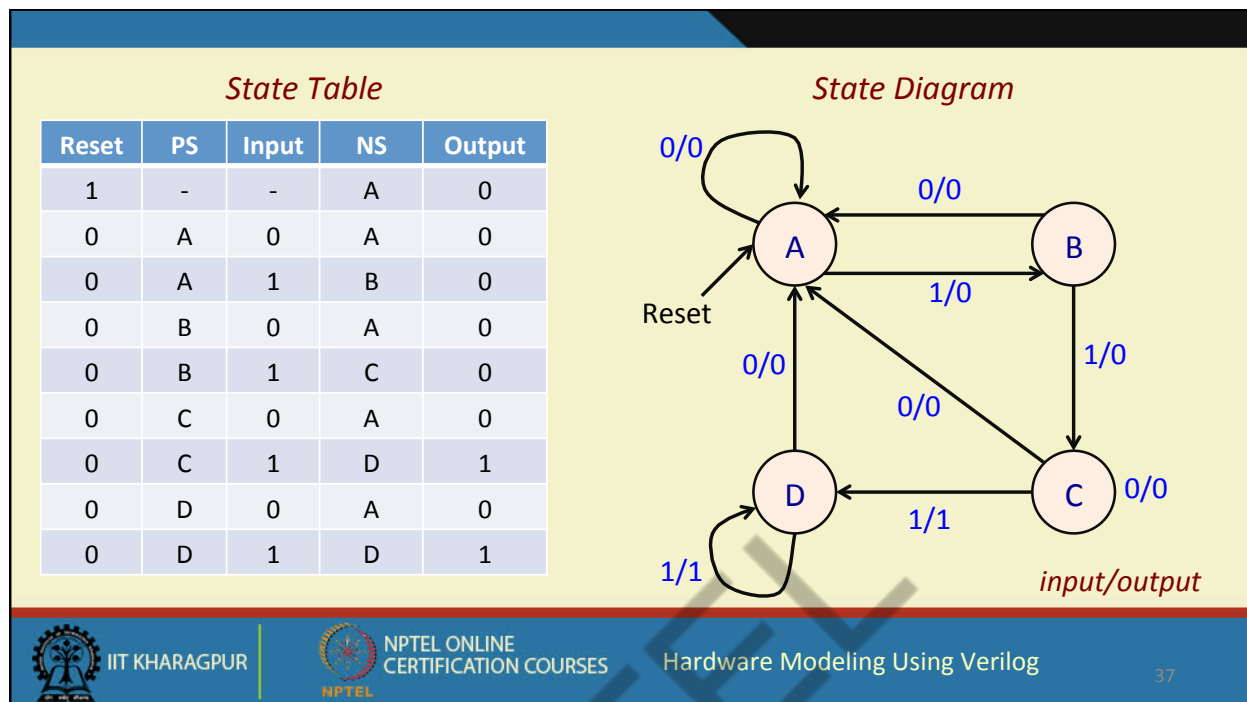 State Table
Reset PS Input NS Output
1 - - A 0
0 A 0 A 0
0 A 1 B 0
0 B 0 A 0
0 B 1 C 0
0 C 0 A 0
0 C 1 D 1
0 D 0 A 0
0 D 1 D 1
State Diagram
0/0
0/0
A
B
1/0
Reset
0/0
1/0
0/0
D
C
0/0
1/1
1/1
input/output
IIT KHARAGPUR
NPTEL
NPTEL ONLINE
CERTIFICATION COURSES
Hardware Modeling Using Verilog
37